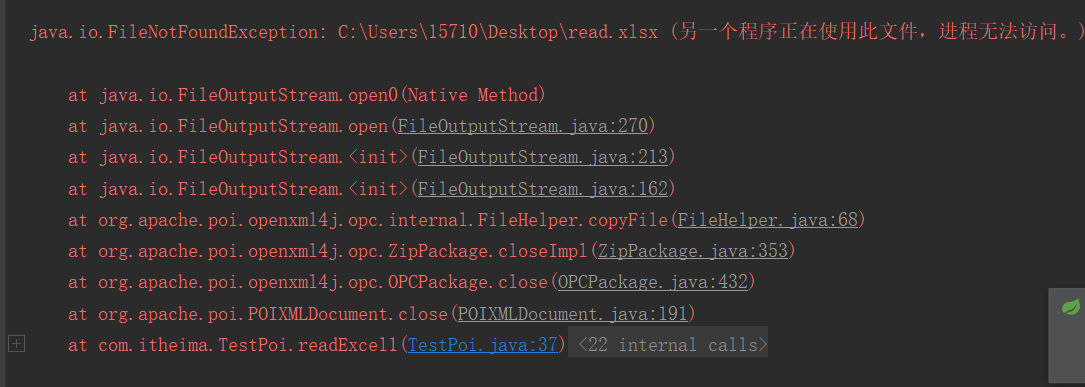 java.io.FileNotFoundException: C:\Users\15710\Desktop\read.xlsx (另一个程序正在使用此文件，进程无法访问。)
at java.io.FileOutputStream.open0(Native Method)
at java.io.FileOutputStream.open(FileOutputStream.java:270)
at java.io.FileOutputStream.<init>(FileOutputStream.java:213)
at java.io.FileOutputStream.<init>(FileOutputStream.java:162)
at org.apache.poi.openxml4j.opc.internal.FileHelper.copyFile(FileHelper.java:68)
at org.apache.poi.openxml4j.opc.ZipPackage.closeImpl(ZipPackage.java:353)
at org.apache.poi.openxml4j.opc.OPCPackage.close(OPCPackage.java:432)
at org.apache.poi.POIXMLDocument.close(POIXMLDocument.java:191)
at com.itheima.TestPoi.readExcell(TestPoi.java:37) <22 internal calls>